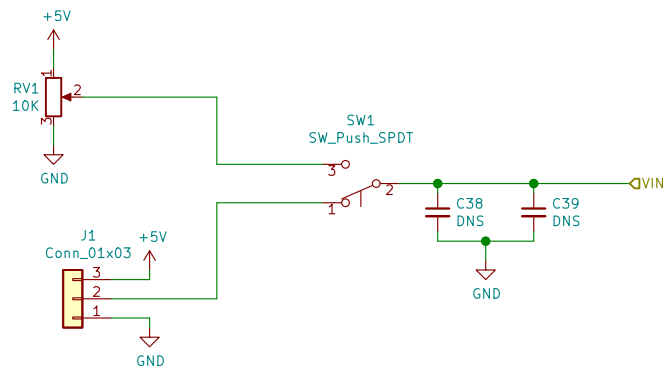 +5V
1
RV1
10K
2
3
GND
SW1
SW_Push_SPDT
3
2
1
VIN
C38
DNS
C39
DNS
GND
J1
Conn_01x03
+5V
3
2
1
GND